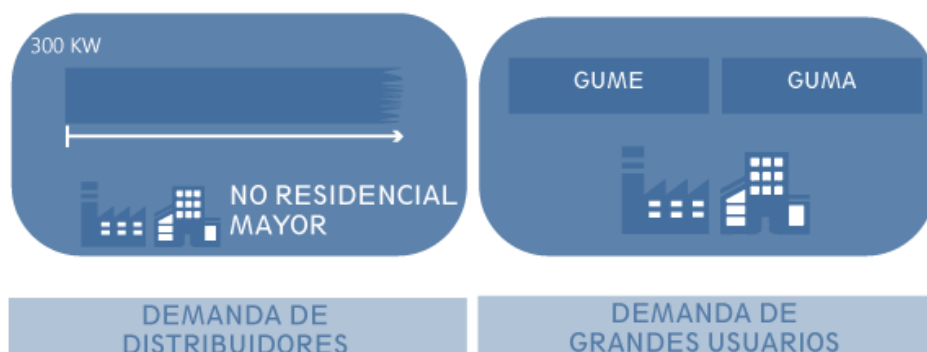 300 KW
NO RESIDENCIAL
MAYOR
GUME
GUMA
DEMANDA DE
DISTRIBUIDORES
DEMANDA DE
GRANDES USUARIOS